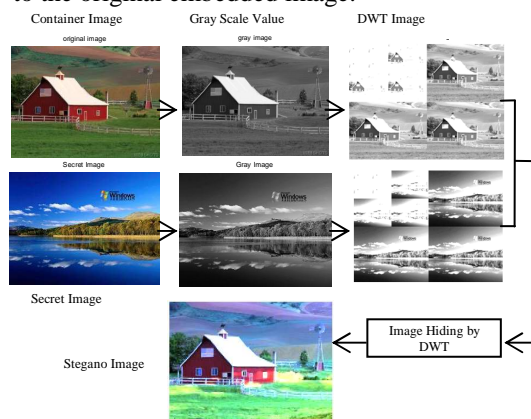 to the original embedded image.
Container Image Gray Scale Value DWT Image
original image gray image
Secret Image Gray Image
Windows
Windows
Secret Image
Stegano Image
Image Hiding by
DWT